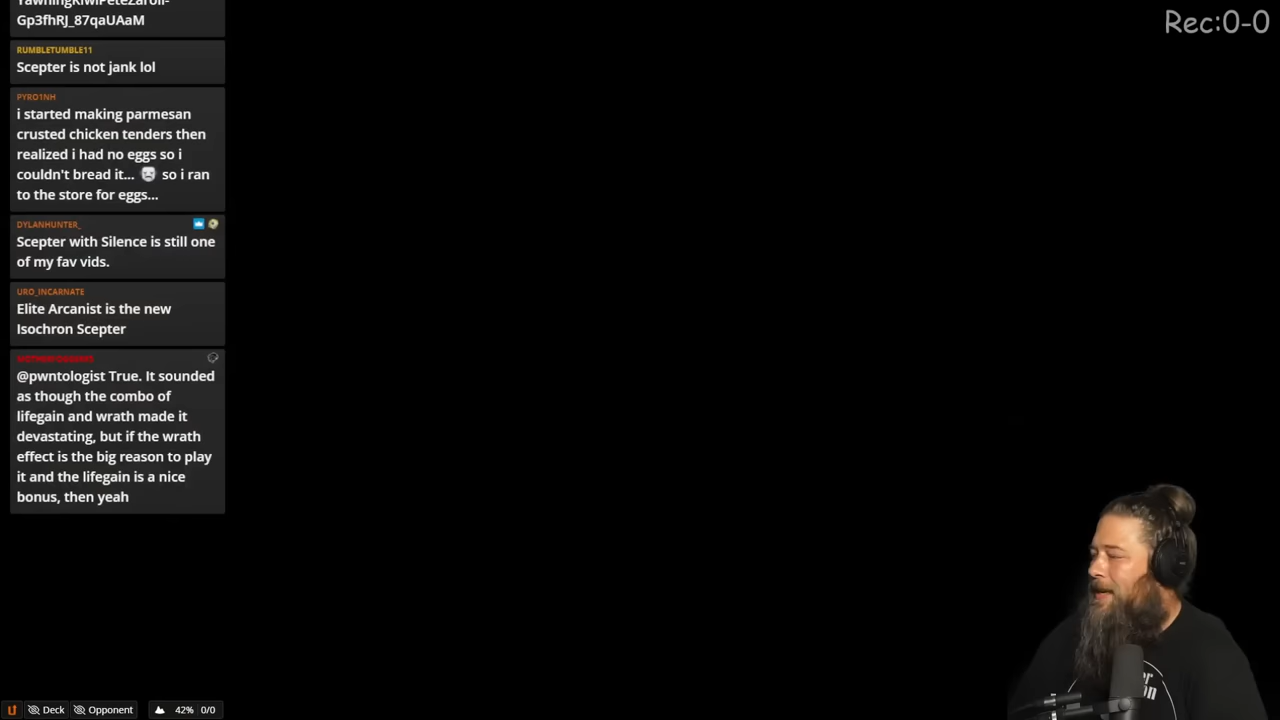 Gp3fhRJ_87qaUAaM
Rec:0-0
RUMBLETUMBLE11
Scepter is not jank lol
PYRO1NH
i started making parmesan
crusted chicken tenders then
realized i had no eggs so i
couldn't bread it... so i ran
to the store for eggs...
DYLANHUNTER_
Scepter with Silence is still one
of my fav vids.
URO_INCARNATE
Elite Arcanist is the new
Isochron Scepter
@pwntologist True. It sounded
as though the combo of
lifegain and wrath made it
devastating, but if the wrath
effect is the big reason to play
it and the lifegain is a nice
bonus, then yeah
Deck
Opponent
42%
0/0